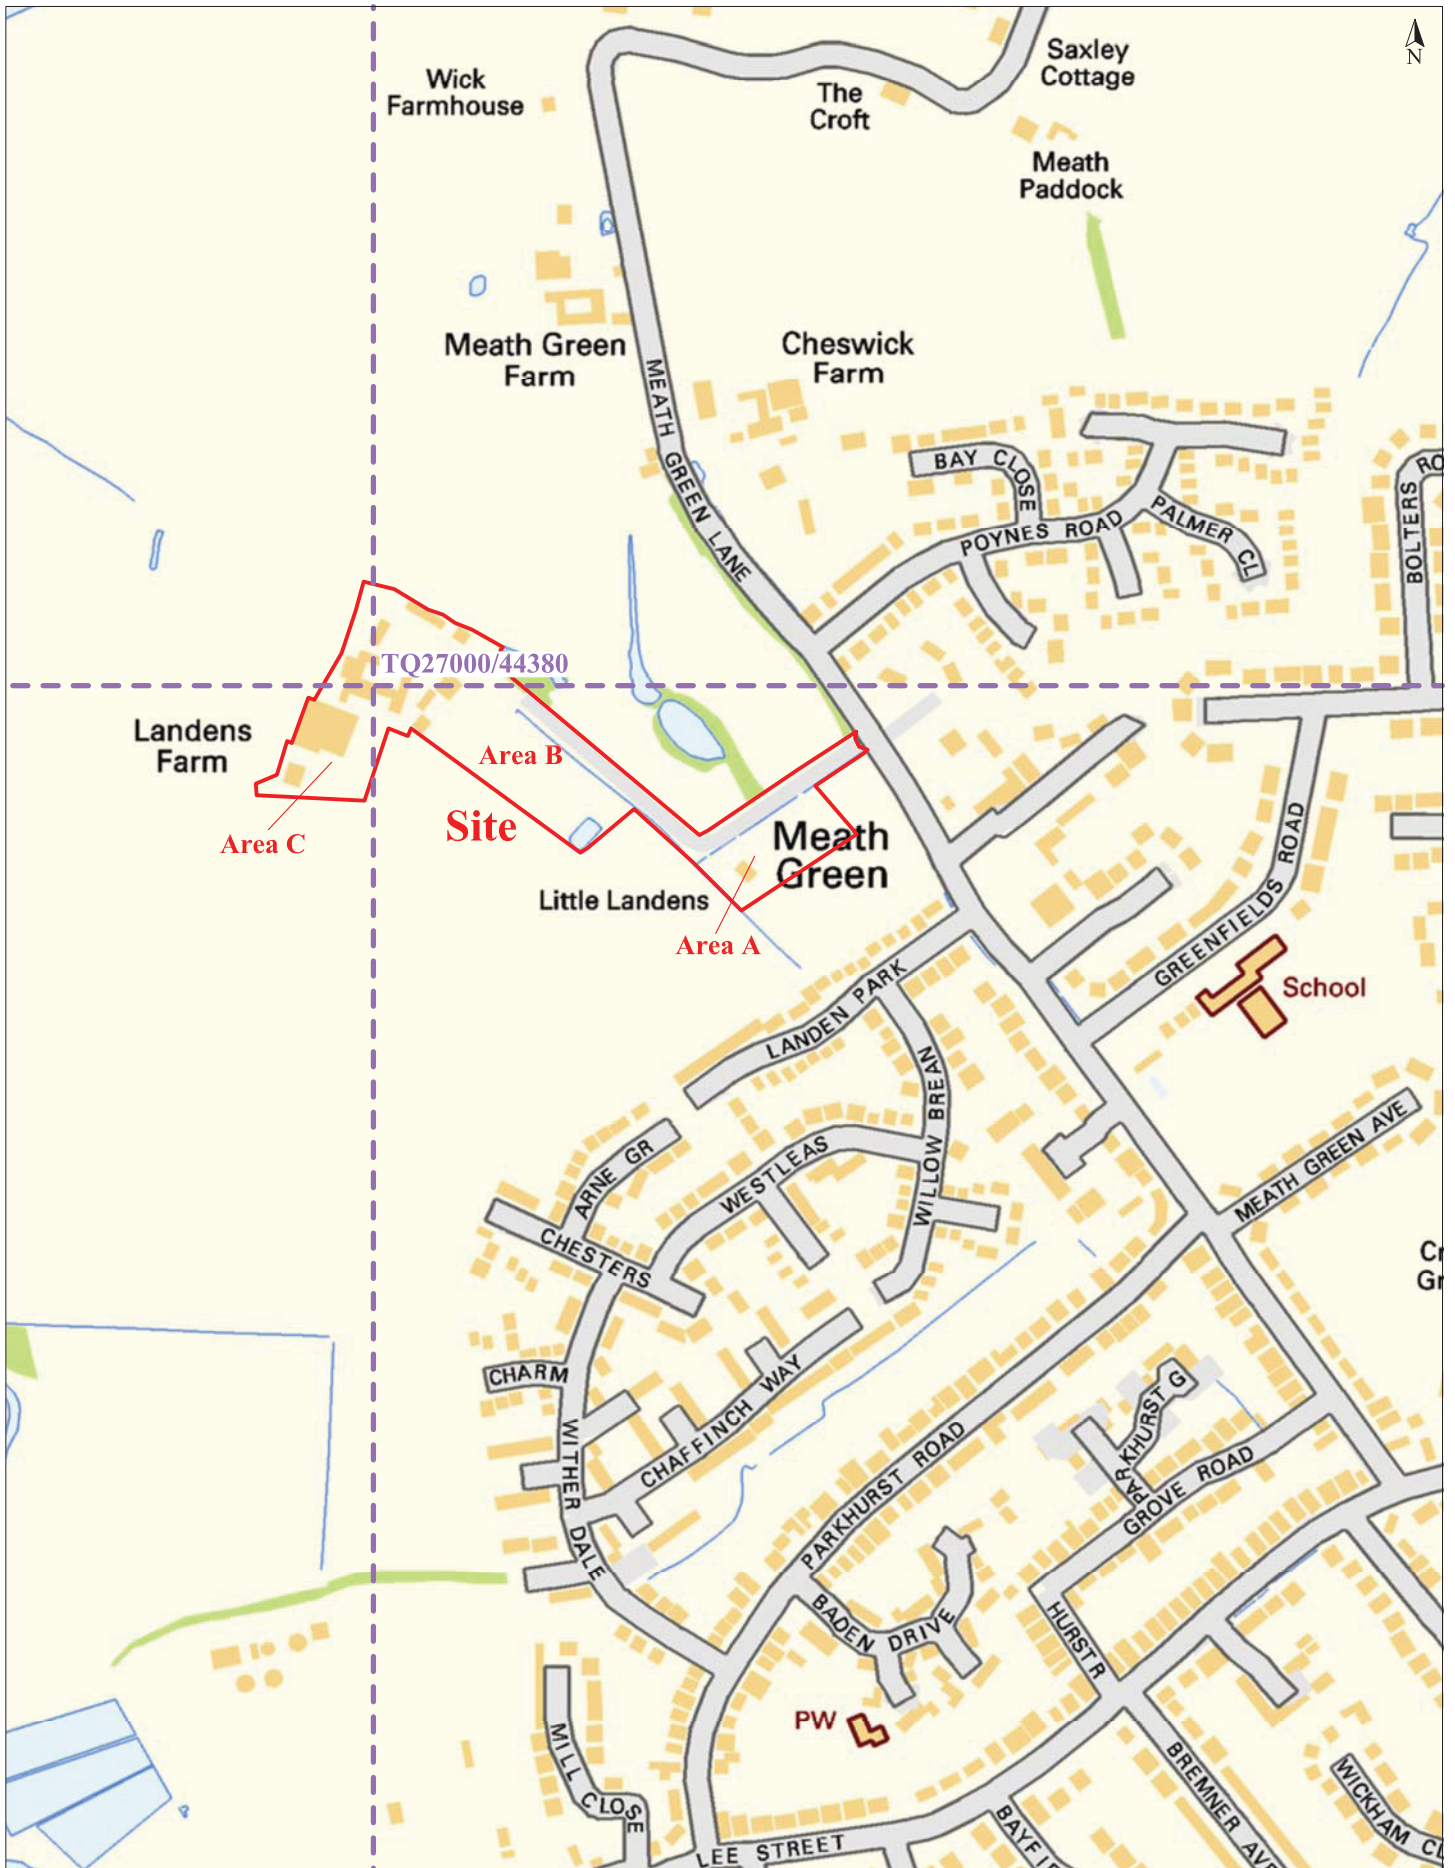 N
Saxley
Cottage
Wick
Farmhouse
The
Croft
Meath
Paddock
Meath Green
Farm
Cheswick
Farm
MEATH GREEN LANE
BAY CLOSE
POYNES ROAD
PALMER CL
BOLTERS RO
TQ27000/44380
Landens
Farm
Area B
Site
Area C
Meath
Green
Little Landens
Area A
GREENFIELDS ROAD
School
LANDEN PARK
WILLOW BREAN
MEATH GREEN AVE
ARNE GR
WESTLEAS
CHESTERS
Cr
Gr
CHARM
CHAFFINCH WAY
WITHER DALE
PARKHURST G
PARKHURST ROAD
GROVE ROAD
BADEN DRIVE
HURST R
PW
MILL CLOSE
BREMNER AVE
WICKHAM CL
BAYFI
LEE STREET